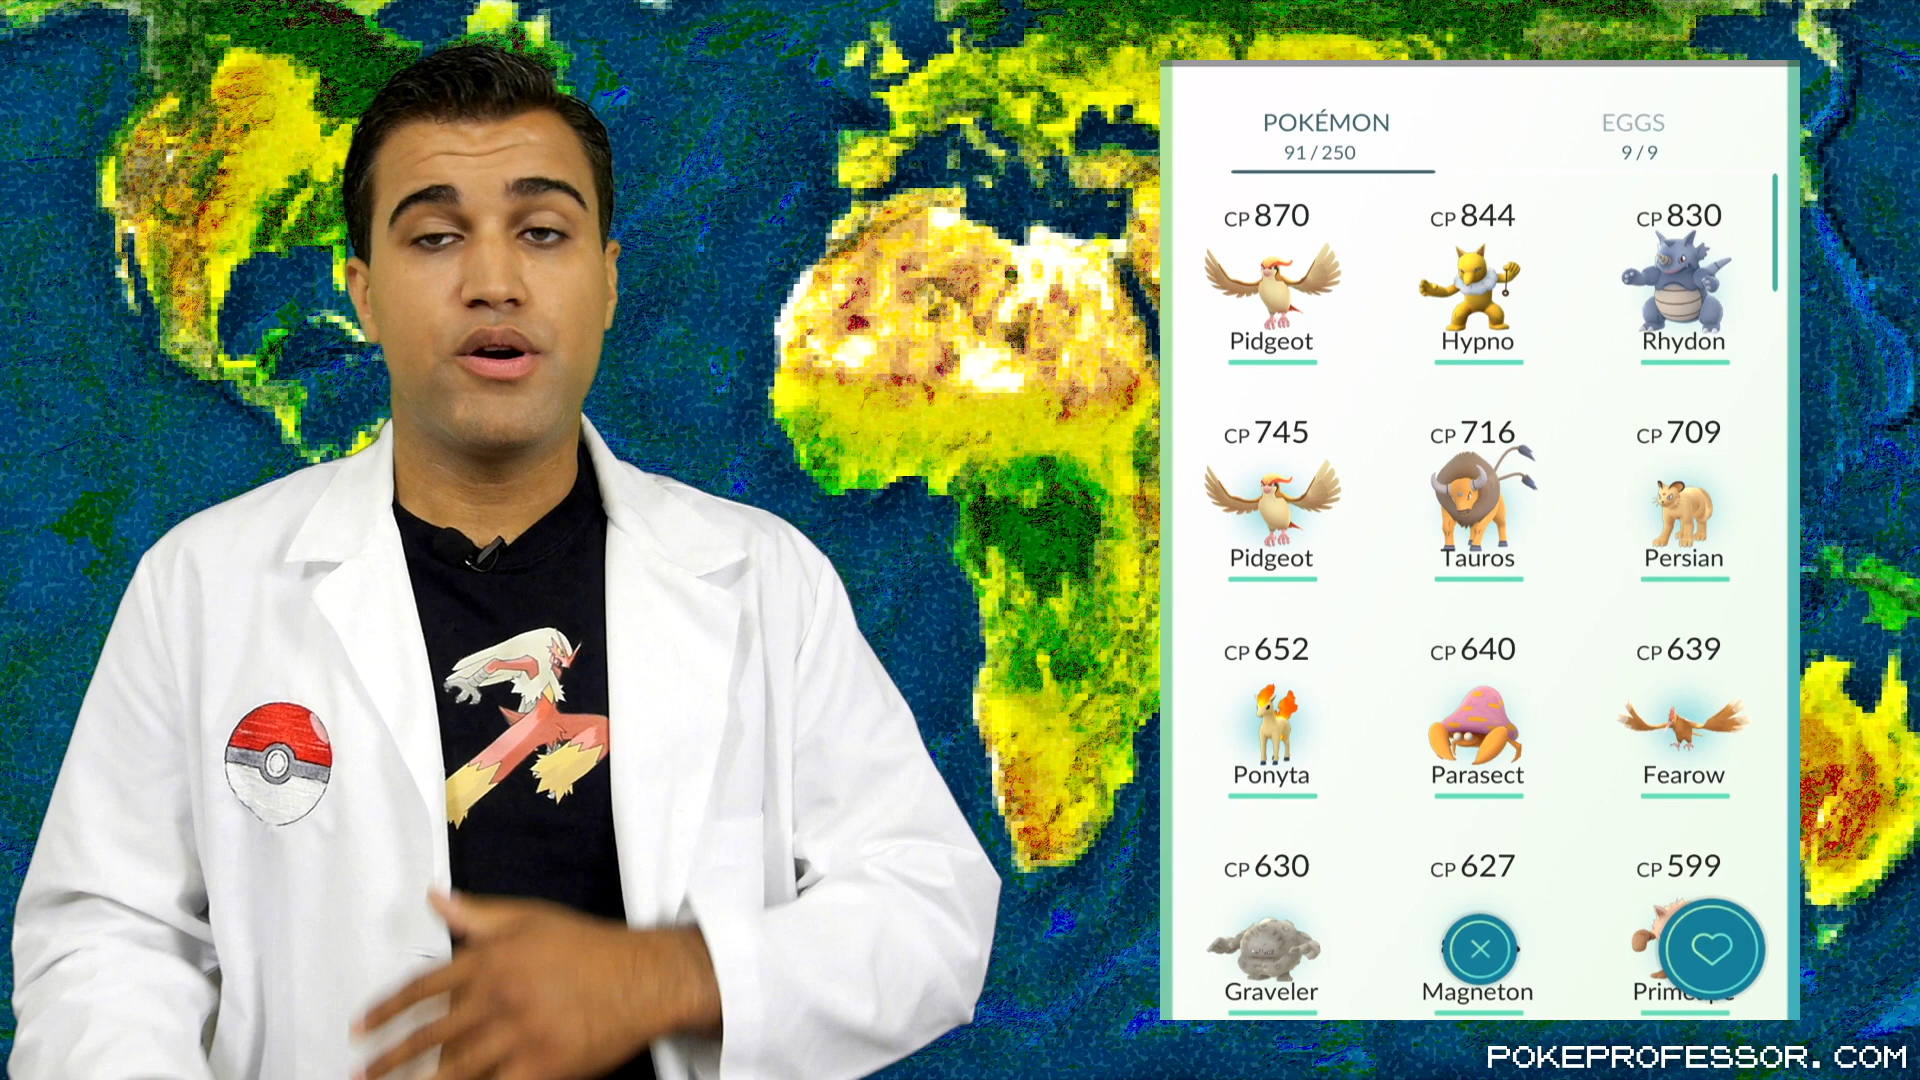 POKÉMON EGGS
91 / 250 9 / 9
CP 870 CP 844 CP 830
Pidgeot Hypno Rhydon
CP 745 CP 716 CP 709
Pidgeot Tauros Persian
CP 652 CP 640 CP 639
Ponyta Parasect Fearow
CP 630 CP 627 CP 599
Graveler Magneton
POKEPROFESSOR.COM